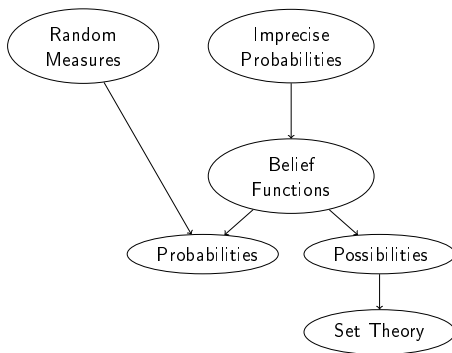 Random
Measures
Imprecise
Probabilities
Belief
Functions
Probabilities
Possibilities
Set Theory